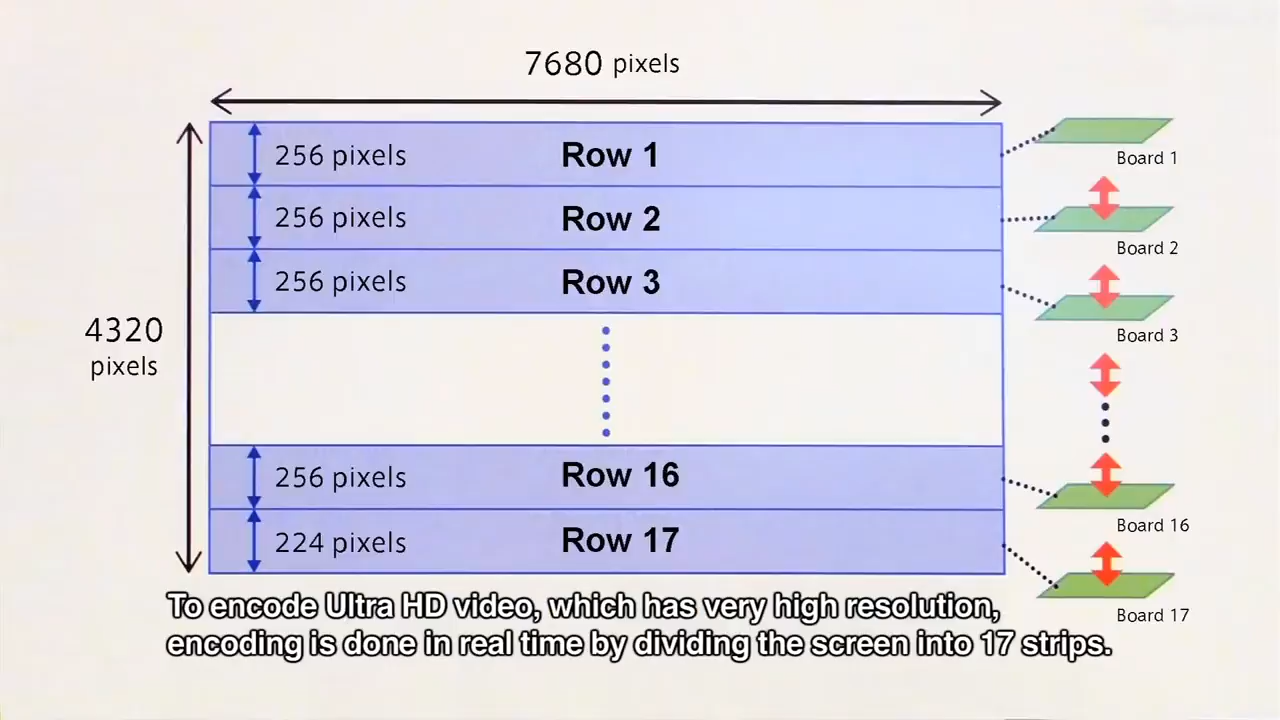 7680 pixels
256 pixels Row 1
Board 1
256 pixels Row 2
Board 2
256 pixels Row 3
Board 3
4320
pixels
256 pixels Row 16
Board 16
224 pixels Row 17
Board 17
To encode Ultra HD video, which has very high resolution,
encoding is done in real time by dividing the screen into 17 strips.